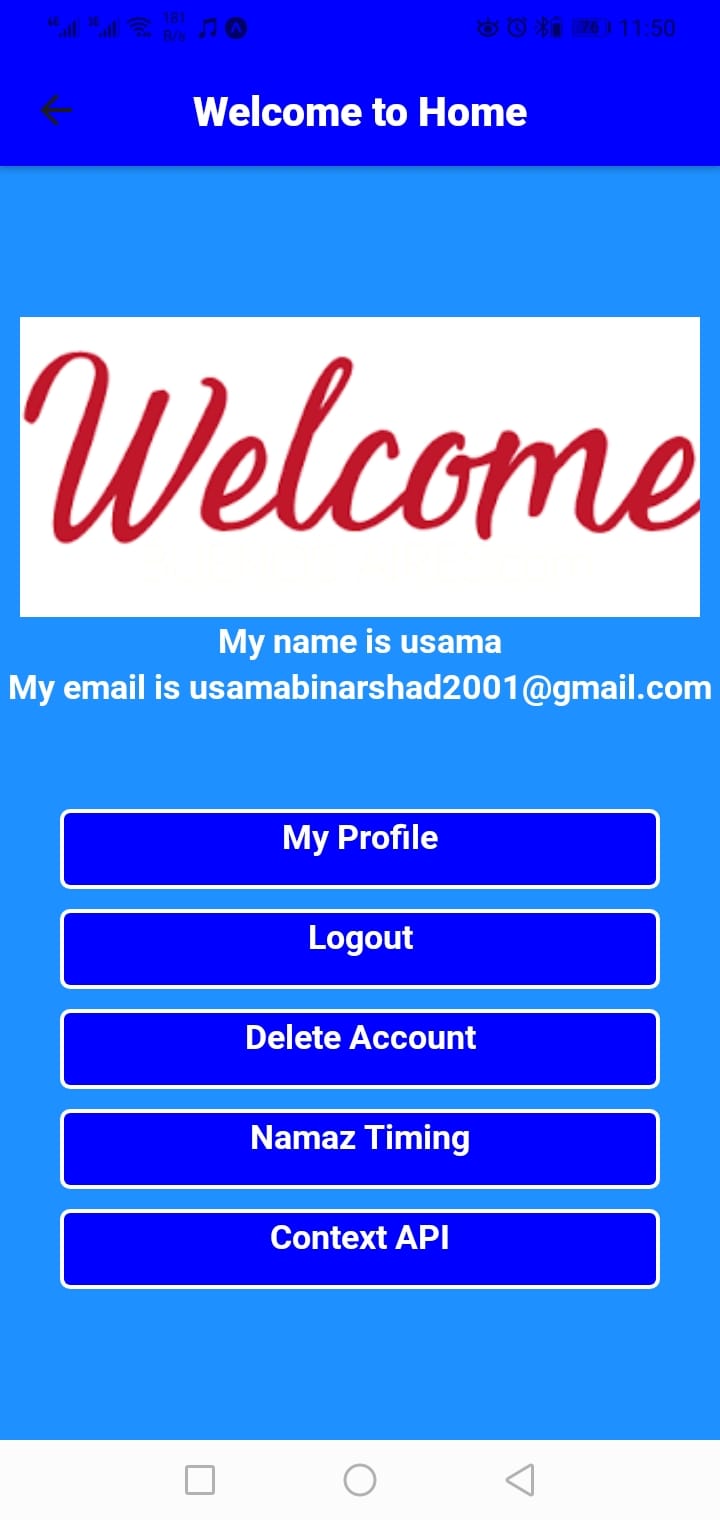 181
B/s
76
11:50
Welcome to Home
Welcome
My name is usama
My email is usamabinarshad2001@gmail.com
My Profile
Logout
Delete Account
Namaz Timing
Context API